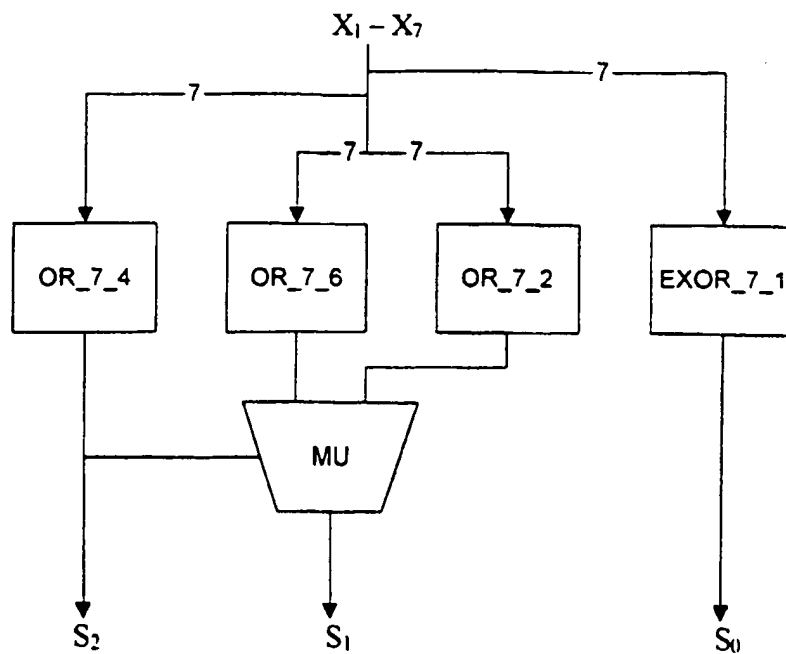 X₁ – X₇
7
7
7 7
OR_7_4
OR_7_6
OR_7_2
EXOR_7_1
MU
S₂
S₁
S₀